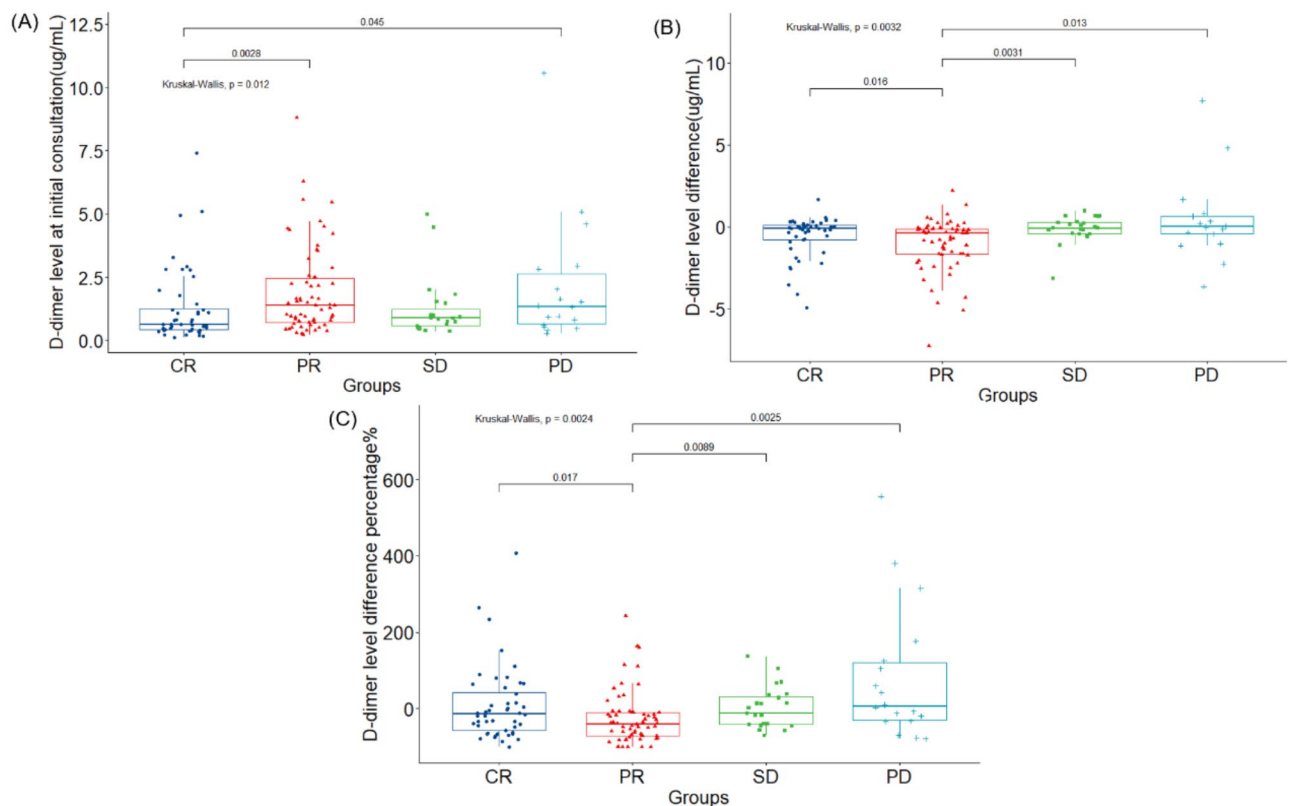 (A)
D-dimer level at initial consultation(ug/mL)
12.5
10.0
7.5
5.0
2.5
0.0
0.045
0.0028
Kruskal-Wallis, p = 0.012
CR PR SD PD
Groups
(B)
D-dimer level difference(ug/mL)
10
5
0
-5
Kruskal-Wallis, p = 0.0032
0.013
0.0031
0.016
CR PR SD PD
Groups
(C)
D-dimer level difference percentage%
600
400
200
0
Kruskal-Wallis, p = 0.0024
0.0025
0.0089
0.017
CR PR SD PD
Groups